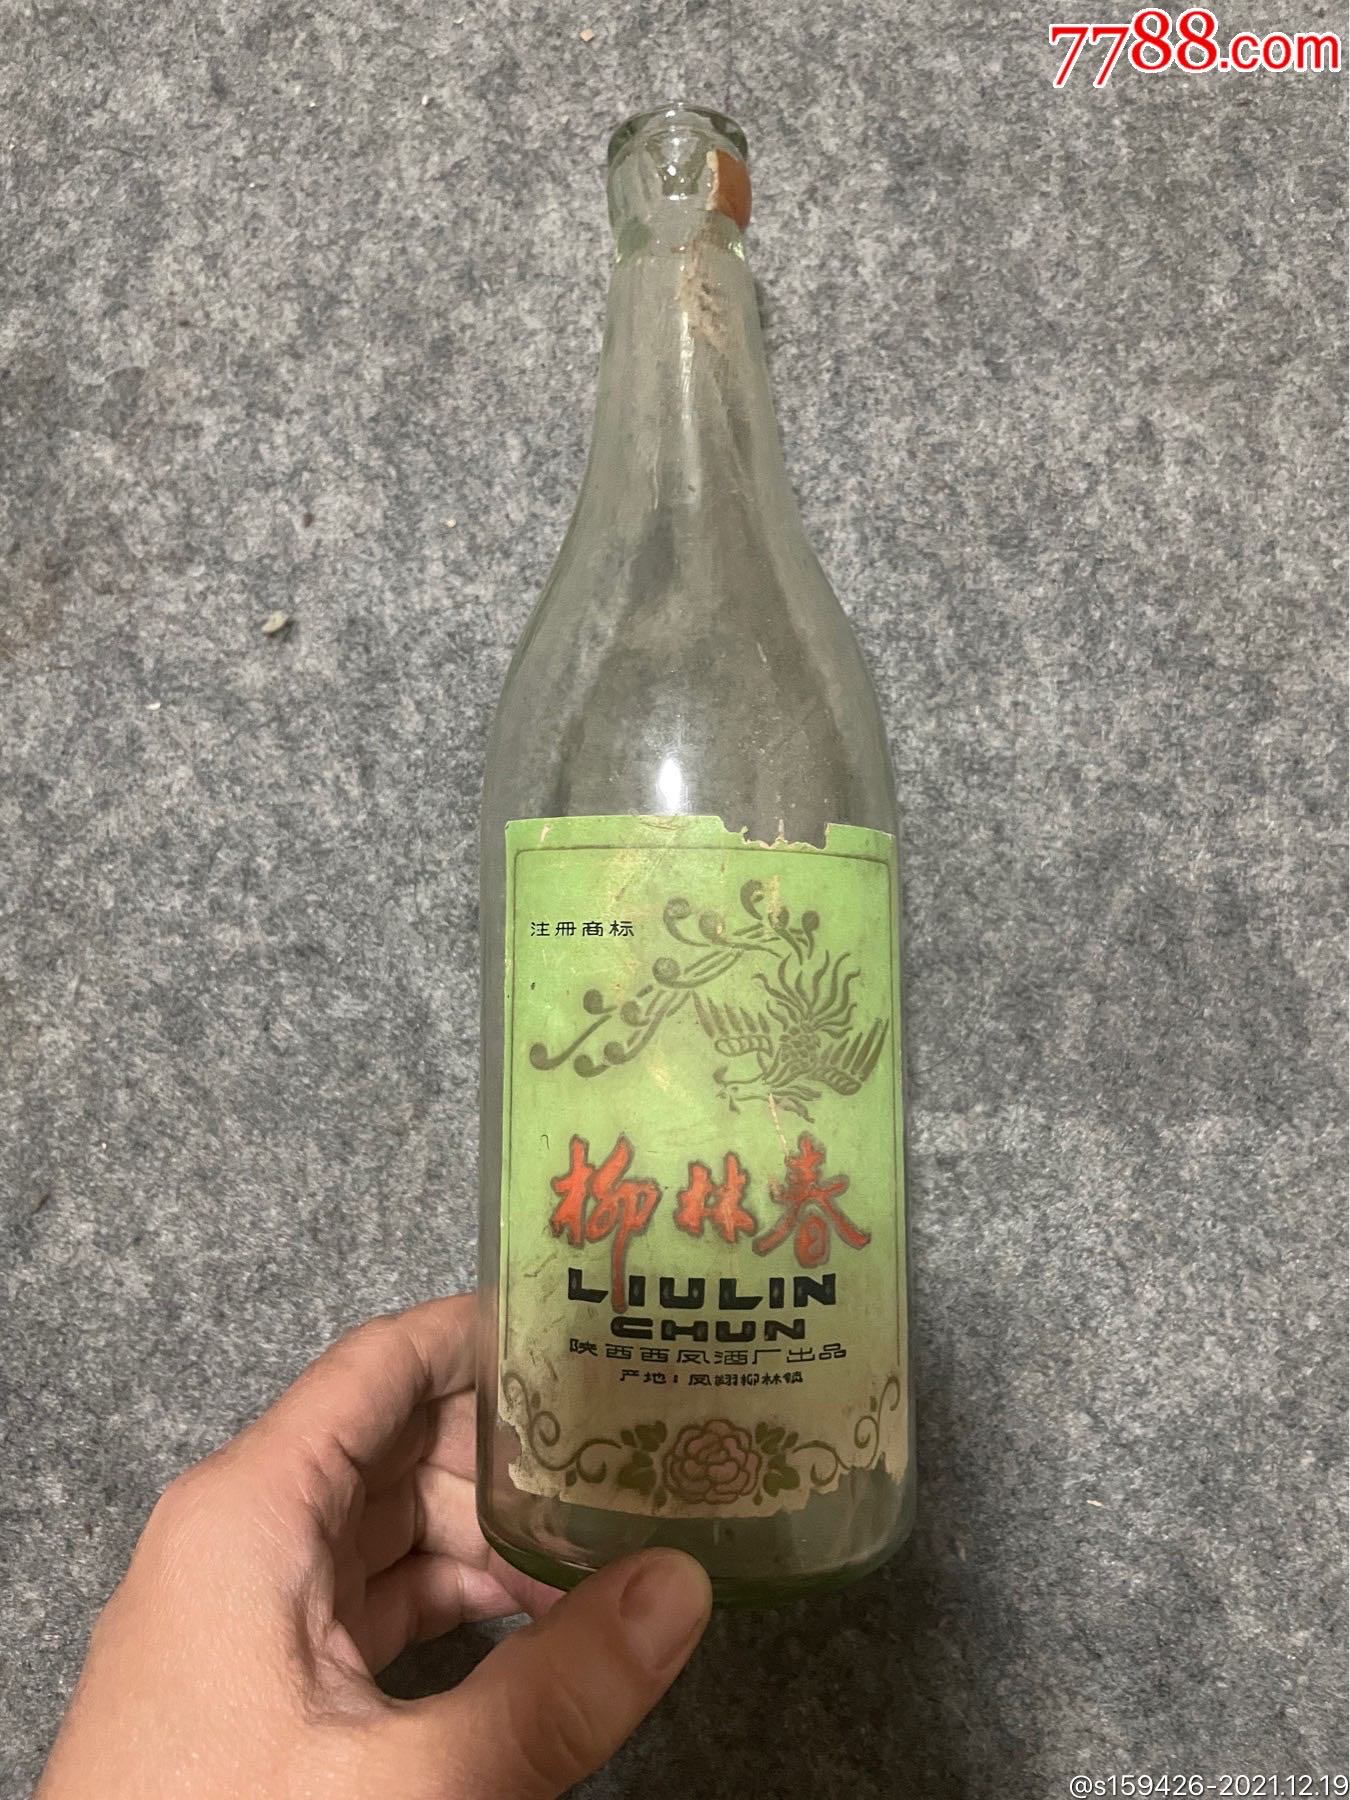 7788.com
注册商标
柳林春
LIULIN
CHUN
陕西西凤酒厂出品
产地：凤翔柳林镇
@s159426-2021.12.19